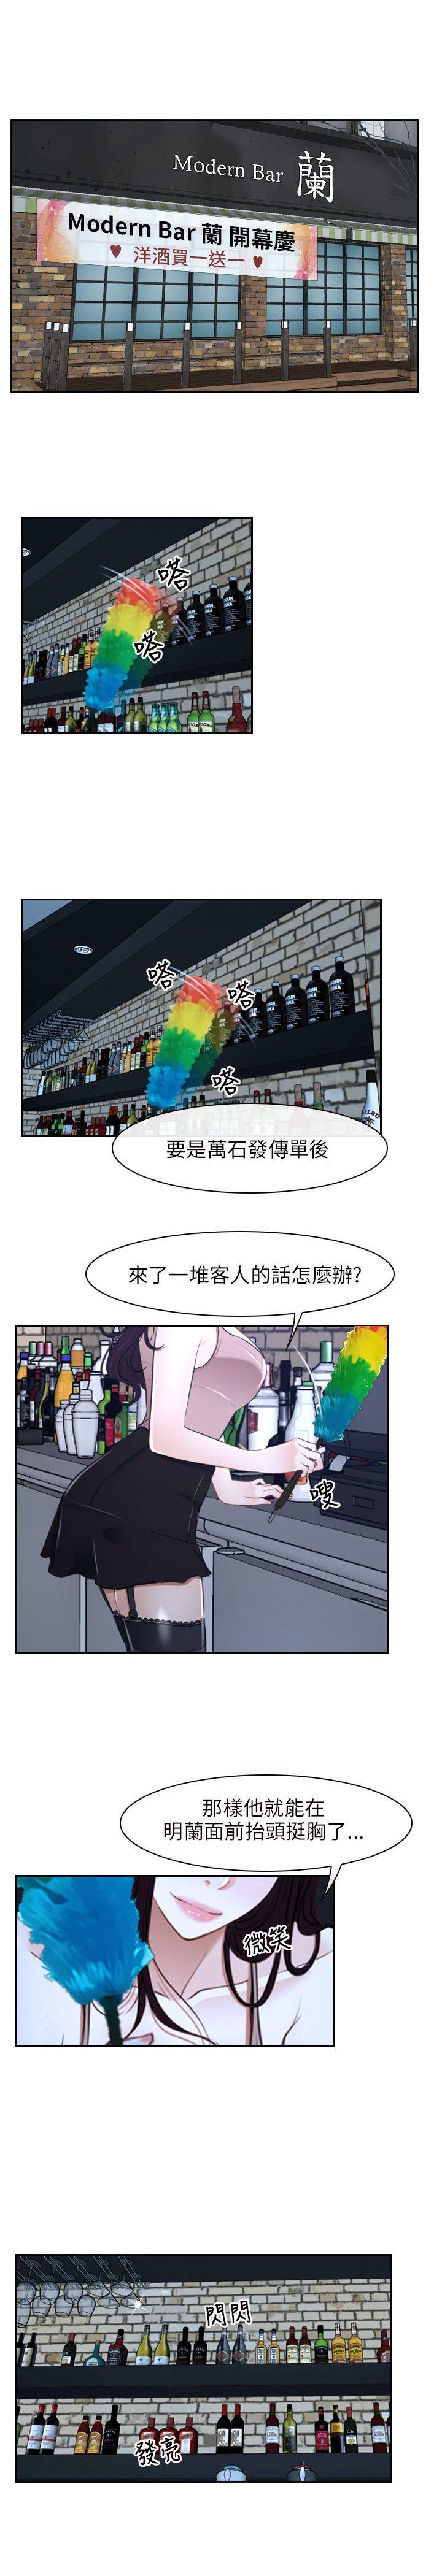 Modern Bar 蘭
Modern Bar 蘭 開幕慶
♥ 洋酒買一送一 ♥
嗒
嗒
嗒
嗒
嗒
要是萬石發傳單後
來了一堆客人的話怎麼辦?
嗖
那樣他就能在
明蘭面前抬頭挺胸了...
微笑
閃閃
發亮